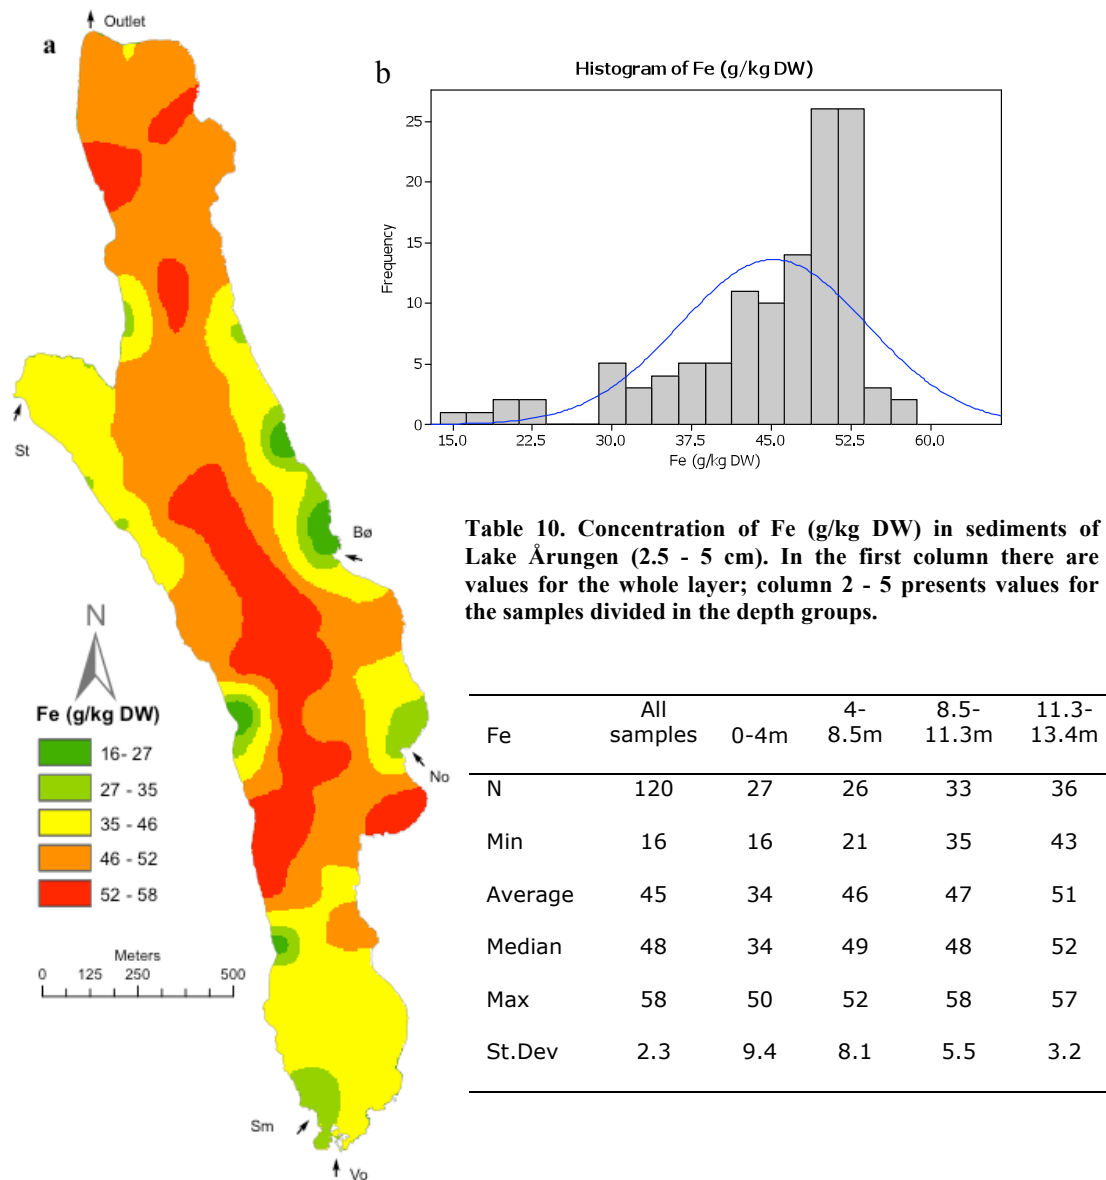 a
Outlet
St
Bø
No
Sm
Vo
N
Fe (g/kg DW)
16- 27
27 - 35
35 - 46
46 - 52
52 - 58
Meters
0 125 250 500
b
Histogram of Fe (g/kg DW)
Frequency
25
20
15
10
5
0
15.0 22.5 30.0 37.5 45.0 52.5 60.0
Fe (g/kg DW)
Table 10. Concentration of Fe (g/kg DW) in sediments of
Lake Årungen (2.5 - 5 cm). In the first column there are
values for the whole layer; column 2 - 5 presents values for
the samples divided in the depth groups.
Fe All samples 0-4m 4-8.5m 8.5-11.3m 11.3-13.4m
N 120 27 26 33 36
Min 16 16 21 35 43
Average 45 34 46 47 51
Median 48 34 49 48 52
Max 58 50 52 58 57
St.Dev 2.3 9.4 8.1 5.5 3.2